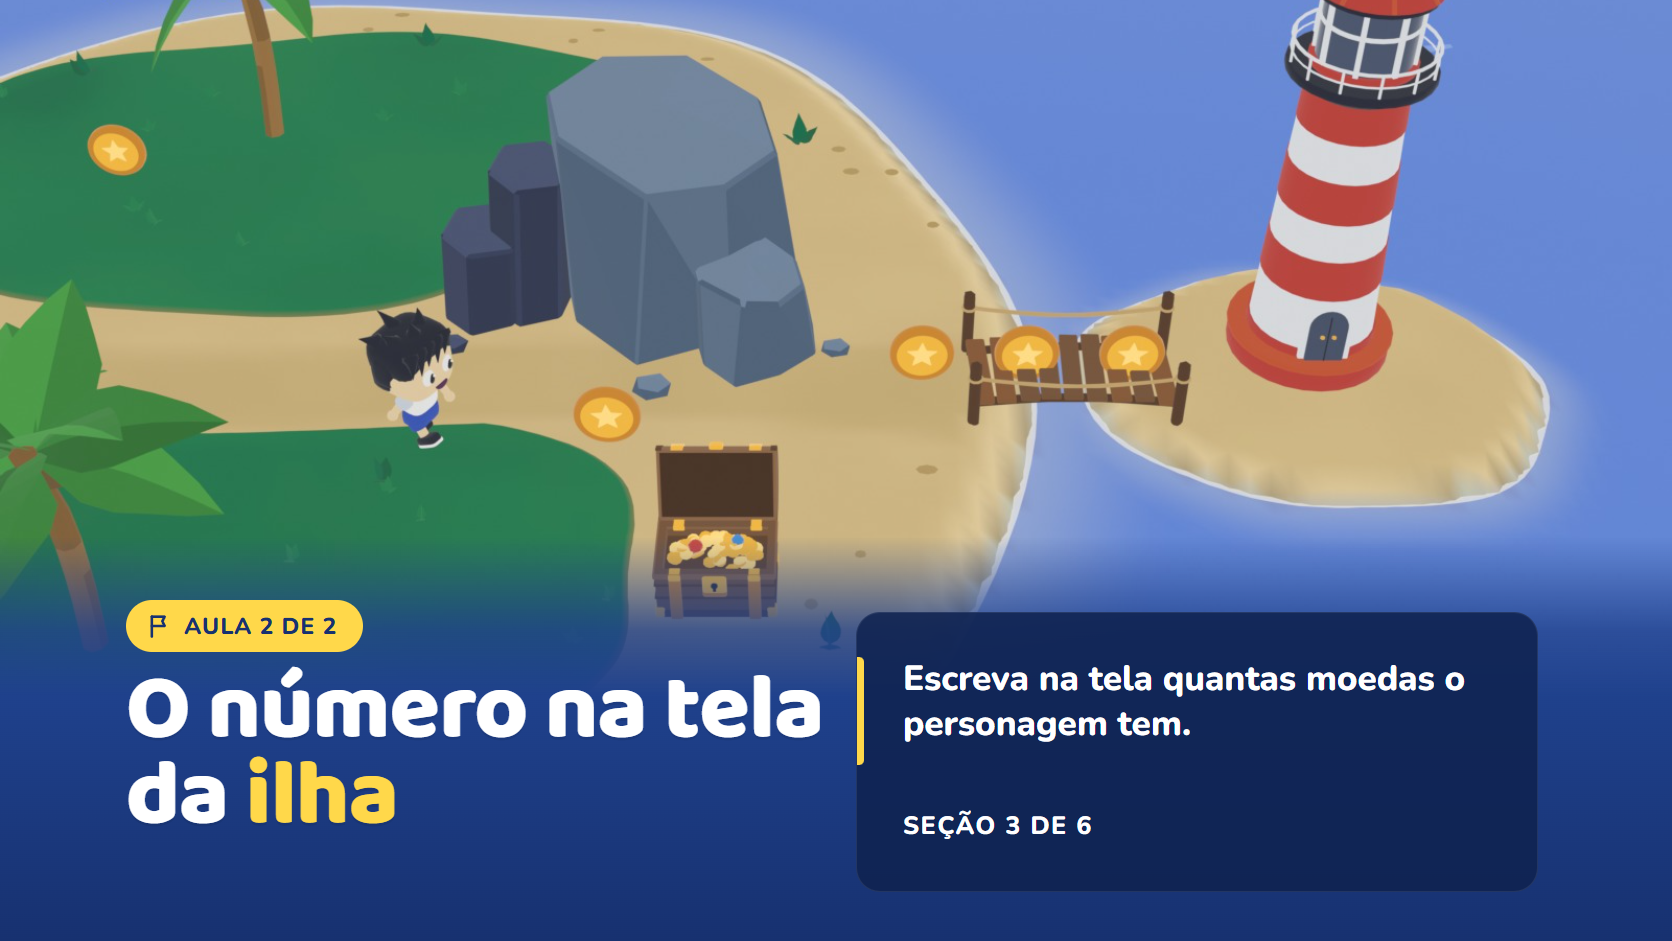 AULA 2 DE 2
O número na tela
da ilha
Escreva na tela quantas moedas o
personagem tem.
SEÇÃO 3 DE 6